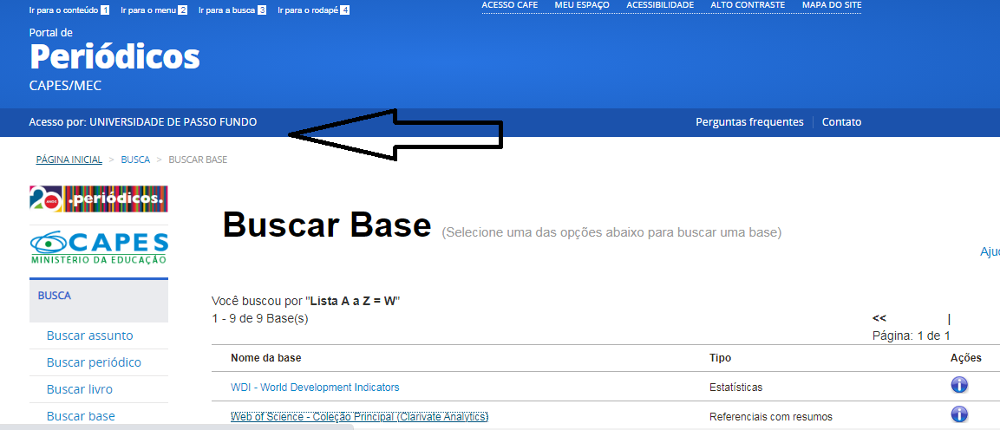 Ir para o conteúdo 1 Ir para o menu 2 Ir para a busca 3 Ir para o rodapé 4
ACESSO CAFE MEU ESPAÇO ACESSIBILIDADE ALTO CONTRASTE MAPA DO SITE
Portal de
Periódicos
CAPES/MEC
Acesso por: UNIVERSIDADE DE PASSO FUNDO
Perguntas frequentes Contato
PÁGINA INICIAL > BUSCA > BUSCAR BASE
20 ANOS .periódicos.
CAPES
MINISTÉRIO DA EDUCAÇÃO
BUSCA
Buscar assunto
Buscar periódico
Buscar livro
Buscar base
Buscar Base (Selecione uma das opções abaixo para buscar uma base)
Aju
Você buscou por "Lista A a Z = W"
1 - 9 de 9 Base(s)
<< |
Página: 1 de 1
Nome da base Tipo Ações
WDI - World Development Indicators Estatísticas
Web of Science - Coleção Principal (Clarivate Analytics) Referenciais com resumos